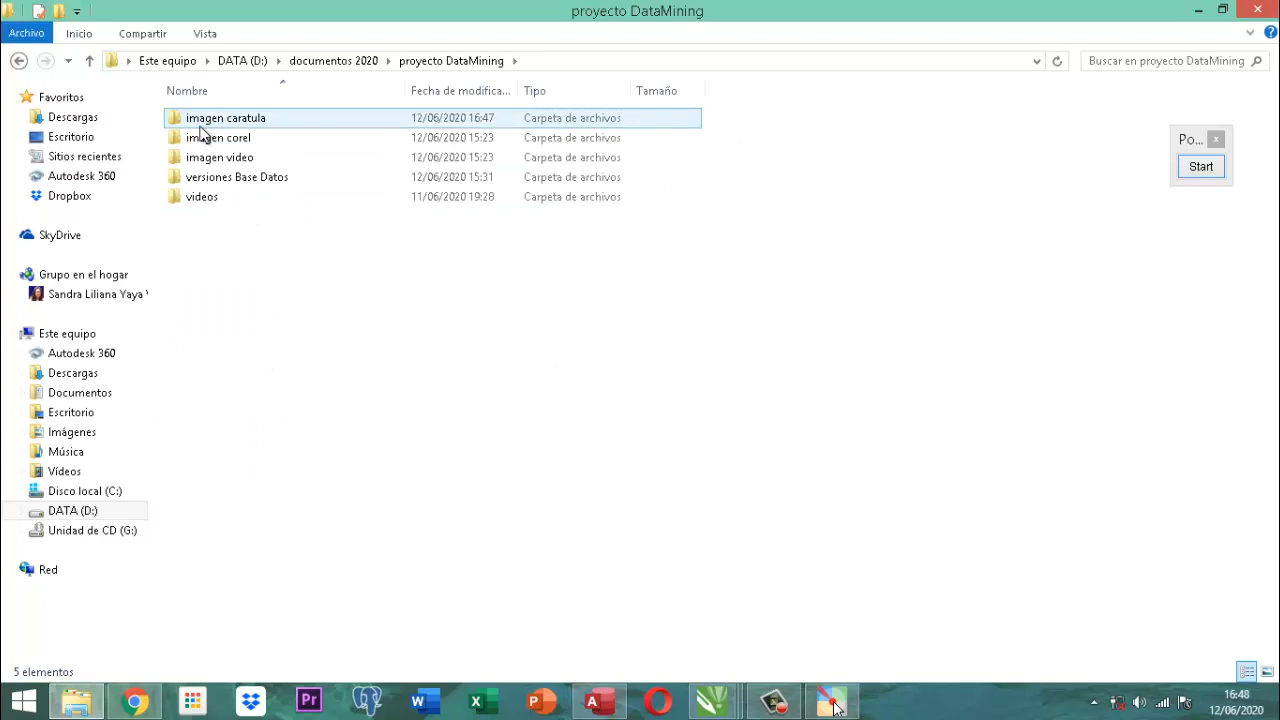 proyecto DataMining
Archivo Inicio Compartir Vista
Este equipo DATA (D:) documentos 2020 proyecto DataMining
Buscar en proyecto DataMining
Nombre Fecha de modifica... Tipo Tamaño
Favoritos
Descargas
Escritorio
Sitios recientes
Autodesk 360
Dropbox
SkyDrive
Grupo en el hogar
Sandra Liliana Yaya
Este equipo
Autodesk 360
Descargas
Documentos
Escritorio
Imágenes
Música
Vídeos
Disco local (C:)
DATA (D:)
Unidad de CD (G:)
Red
imagen caratula 12/06/2020 16:47 Carpeta de archivos
imagen corel 12/06/2020 15:23 Carpeta de archivos
imagen video 12/06/2020 15:23 Carpeta de archivos
versiones Base Datos 12/06/2020 15:31 Carpeta de archivos
videos 11/06/2020 19:28 Carpeta de archivos
Po... x
Start
5 elementos
Pr
W
X
P
A
16:48
12/06/2020